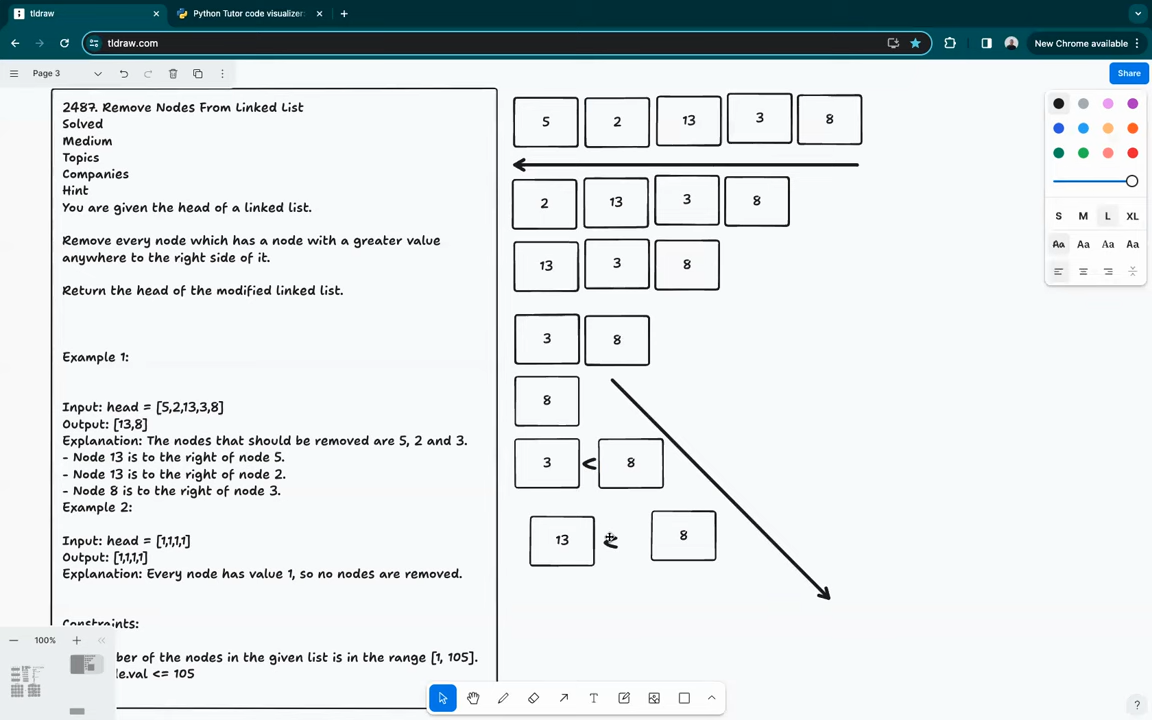 tldraw
Python Tutor code visualizer:
tldraw.com
New Chrome available
Page 3
Share
2487. Remove Nodes From Linked List
Solved
Medium
Topics
Companies
Hint
You are given the head of a linked list.
Remove every node which has a node with a greater value
anywhere to the right side of it.
Return the head of the modified linked list.
Example 1:
Input: head = [5,2,13,3,8]
Output: [13,8]
Explanation: The nodes that should be removed are 5, 2 and 3.
- Node 13 is to the right of node 5.
- Node 13 is to the right of node 2.
- Node 8 is to the right of node 3.
Example 2:
Input: head = [1,1,1,1]
Output: [1,1,1,1]
Explanation: Every node has value 1, so no nodes are removed.
Constraints:
mber of the nodes in the given list is in the range [1, 105].
le.val <= 105
5 2 13 3 8
2 13 3 8
13 3 8
3 8
8
3 < 8
13 < 8
S M L XL
Aa Aa Aa Aa
100%
T
?